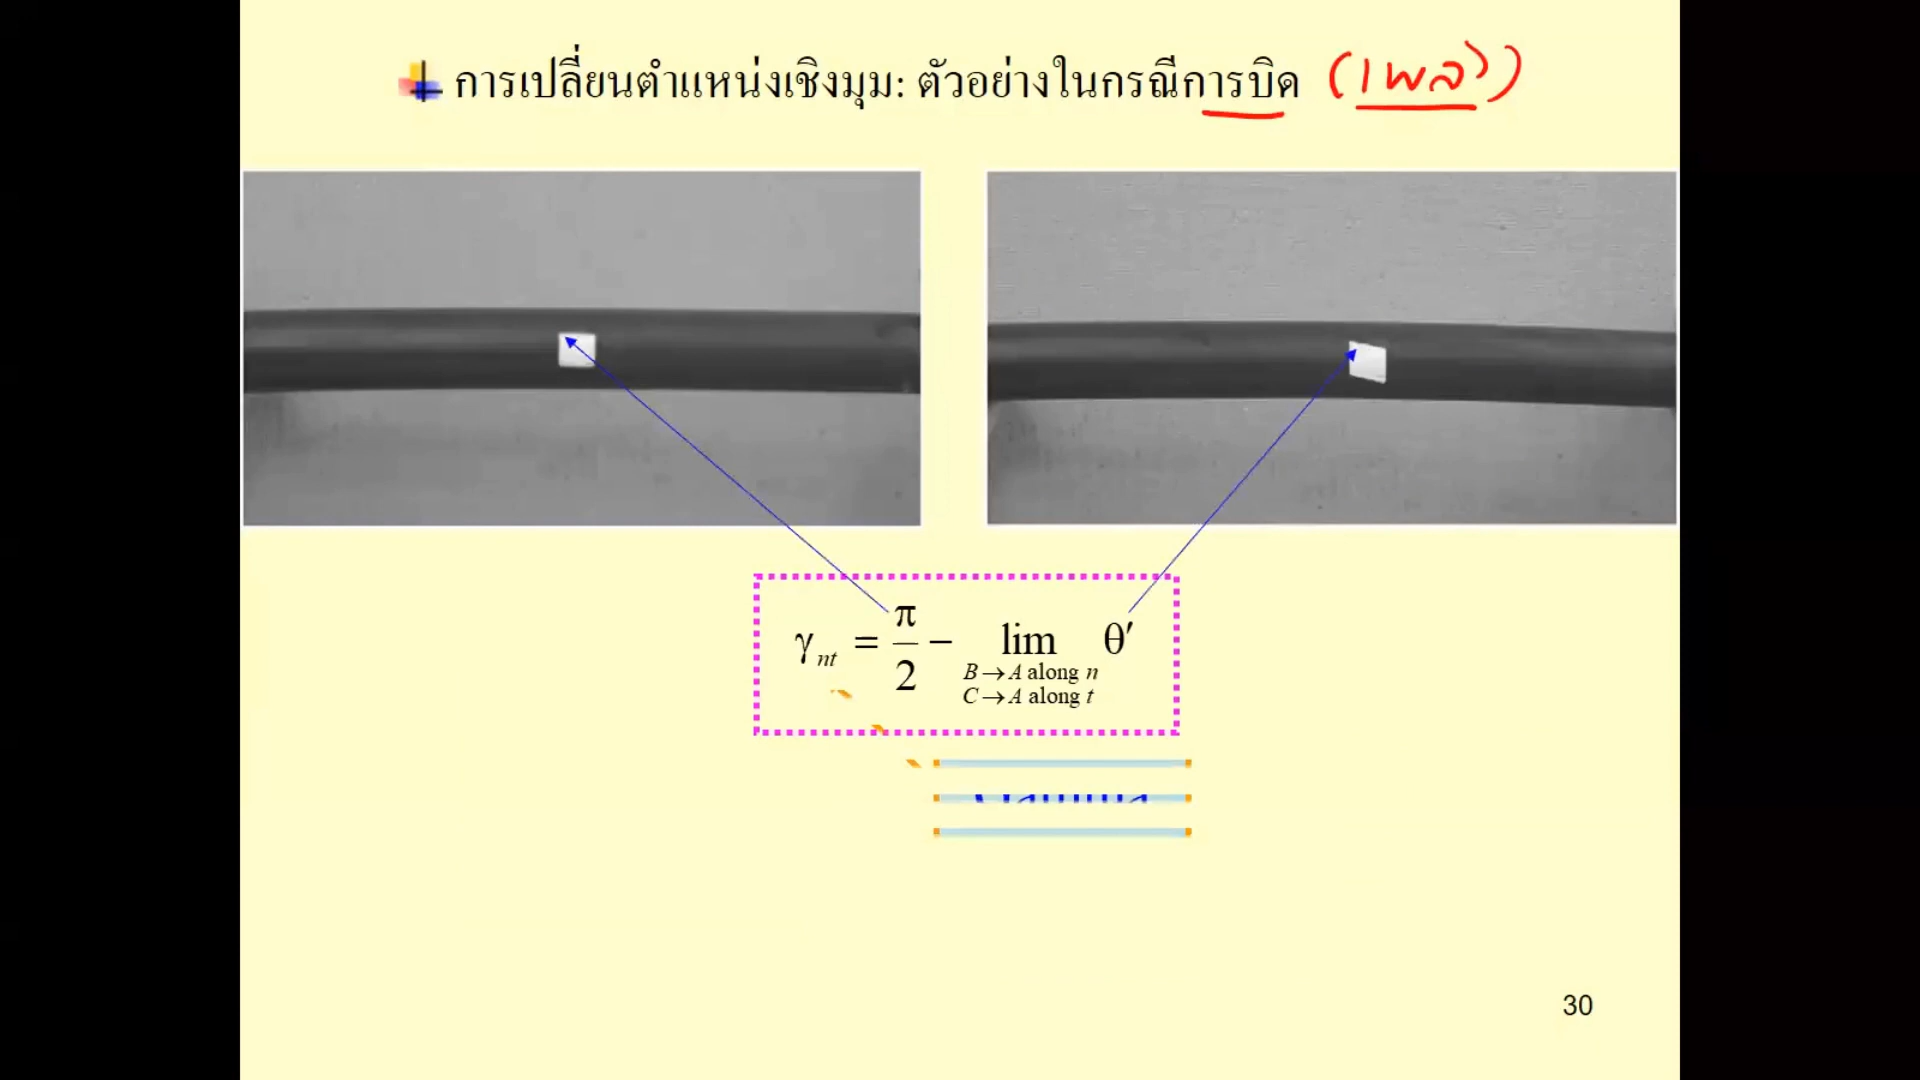 การเปลี่ยนตำแหน่งเชิงมุม: ตัวอย่างในกรณีการบิด (เพลา)
γnt = π/2 − lim θ′
B→A along n
C→A along t
30